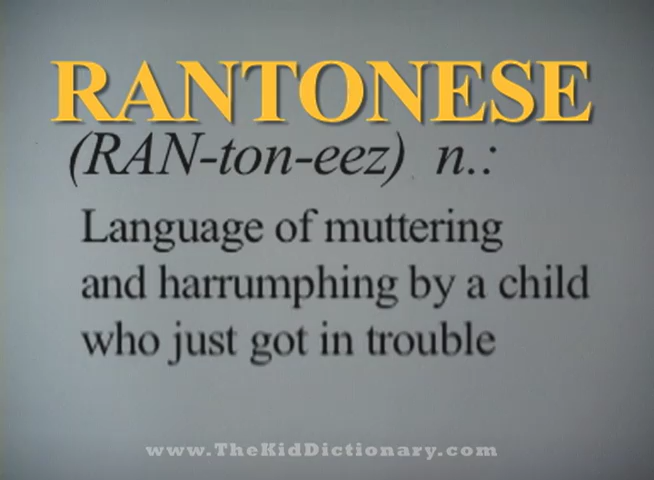 RANTONESE
(RAN-ton-eez) n.:
Language of muttering
and harrumphing by a child
who just got in trouble
www.TheKidDictionary.com